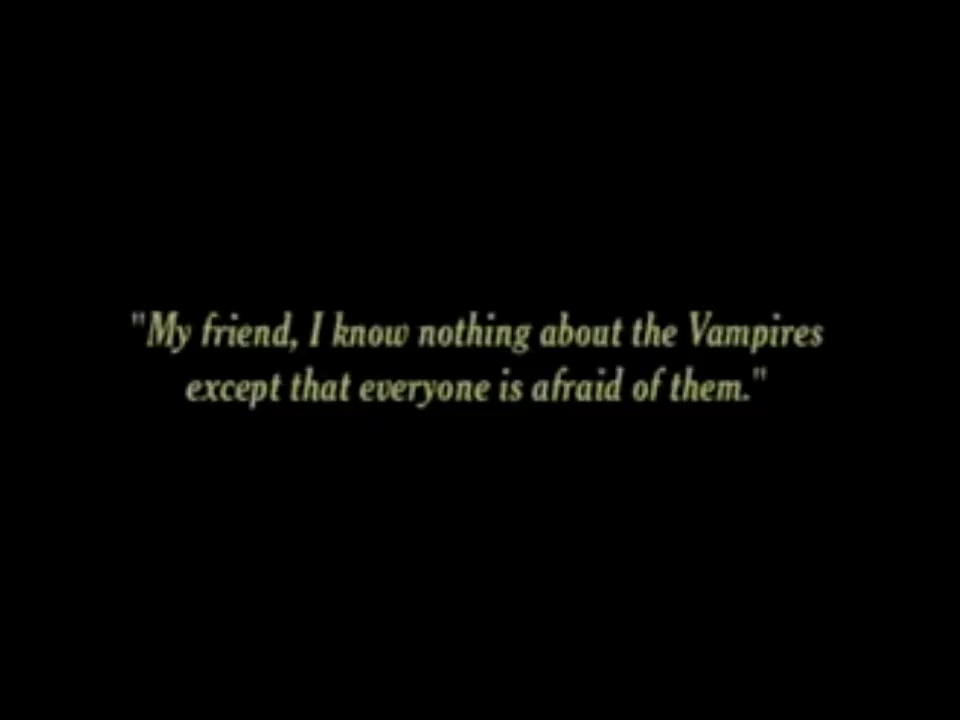 "My friend, I know nothing about the Vampires
except that everyone is afraid of them."